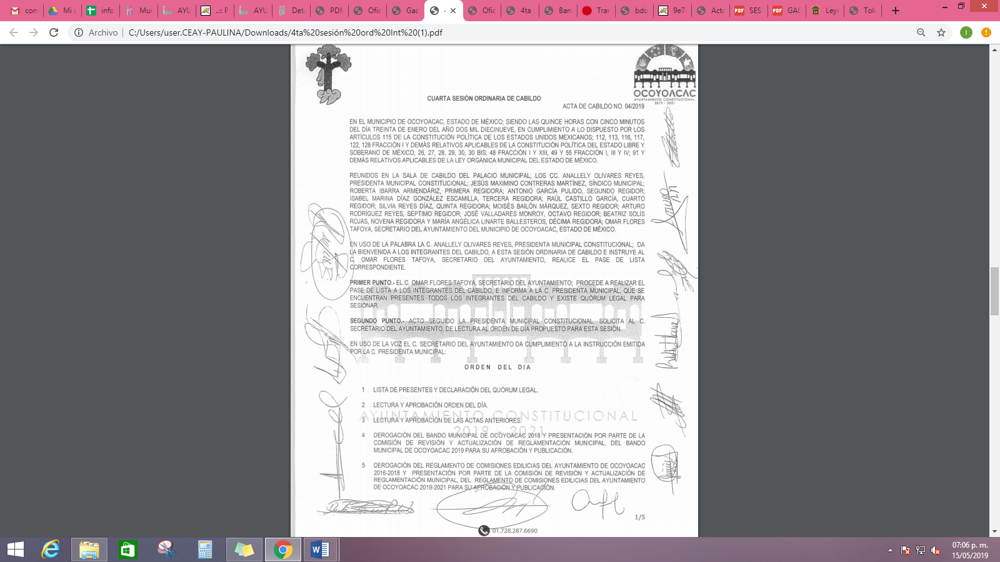 con
Mi u
info
Mur
AYU
..:: P
AYU
Det
PDM
Ofic
Gac
4
Ofic
4ta
Ban
Trar
bdo
9e7
Acta
SES
GAC
Leye
Tolu
Archivo | C:/Users/user.CEAY-PAULINA/Downloads/4ta%20sesión%20ord%20Int%20(1).pdf
OCOYOACAC
AYUNTAMIENTO CONSTITUCIONAL
2019 - 2021
CUARTA SESIÓN ORDINARIA DE CABILDO
ACTA DE CABILDO NO. 04/2019
EN EL MUNICIPIO DE OCOYOACAC, ESTADO DE MÉXICO; SIENDO LAS QUINCE HORAS CON CINCO MINUTOS
DEL DÍA TREINTA DE ENERO DEL AÑO DOS MIL DIECINUEVE, EN CUMPLIMIENTO A LO DISPUESTO POR LOS
ARTÍCULOS 115 DE LA CONSTITUCIÓN POLÍTICA DE LOS ESTADOS UNIDOS MEXICANOS; 112, 113, 116, 117,
122, 128 FRACCIÓN I Y DEMÁS RELATIVOS APLICABLES DE LA CONSTITUCIÓN POLÍTICA DEL ESTADO LIBRE Y
SOBERANO DE MÉXICO, 26, 27, 28, 29, 30, 30 BIS; 48 FRACCIÓN I Y XIII, 49 Y 55 FRACCIÓN I, III Y IV; 91 Y
DEMÁS RELATIVOS APLICABLES DE LA LEY ORGÁNICA MUNICIPAL DEL ESTADO DE MÉXICO.
REUNIDOS EN LA SALA DE CABILDO DEL PALACIO MUNICIPAL, LOS CC. ANALLELY OLIVARES REYES,
PRESIDENTA MUNICIPAL CONSTITUCIONAL; JESÚS MAXIMINO CONTRERAS MARTÍNEZ, SÍNDICO MUNICIPAL;
ROBERTA IBARRA ARMENDÁRIZ, PRIMERA REGIDORA; ANTONIO GARCÍA PULIDO, SEGUNDO REGIDOR;
ISABEL MARINA DÍAZ GONZÁLEZ ESCAMILLA, TERCERA REGIDORA; RAÚL CASTILLO GARCÍA, CUARTO
REGIDOR; SILVIA REYES DÍAZ, QUINTA REGIDORA; MOISÉS BAILÓN MÁRQUEZ, SEXTO REGIDOR; ARTURO
RODRÍGUEZ REYES, SÉPTIMO REGIDOR; JOSÉ VALLADARES MONROY, OCTAVO REGIDOR; BEATRIZ SOLÍS
ROJAS, NOVENA REGIDORA Y MARÍA ANGÉLICA LINARTE BALLESTEROS, DÉCIMA REGIDORA; OMAR FLORES
TAFOYA, SECRETARIO DEL AYUNTAMIENTO DEL MUNICIPIO DE OCOYOACAC, ESTADO DE MÉXICO.
EN USO DE LA PALABRA LA C. ANALLELY OLIVARES REYES, PRESIDENTA MUNICIPAL CONSTITUCIONAL; DA
LA BIENVENIDA A LOS INTEGRANTES DEL CABILDO, A ESTA SESIÓN ORDINARIA DE CABILDO E INSTRUYE AL
C. OMAR FLORES TAFOYA, SECRETARIO DEL AYUNTAMIENTO, REALICE EL PASE DE LISTA
CORRESPONDIENTE.
PRIMER PUNTO.- EL C. OMAR FLORES TAFOYA, SECRETARIO DEL AYUNTAMIENTO; PROCEDE A REALIZAR EL
PASE DE LISTA A LOS INTEGRANTES DEL CABILDO, E INFORMA A LA C. PRESIDENTA MUNICIPAL, QUE SE
ENCUENTRAN PRESENTES TODOS LOS INTEGRANTES DEL CABILDO Y EXISTE QUÓRUM LEGAL PARA
SESIONAR.
SEGUNDO PUNTO.- ACTO SEGUIDO LA PRESIDENTA MUNICIPAL CONSTITUCIONAL, SOLICITA AL C.
SECRETARIO DEL AYUNTAMIENTO, DE LECTURA AL ORDEN DE DÍA PROPUESTO PARA ESTA SESIÓN.
EN USO DE LA VOZ EL C. SECRETARIO DEL AYUNTAMIENTO DA CUMPLIMIENTO A LA INSTRUCCIÓN EMITIDA
POR LA C. PRESIDENTA MUNICIPAL:
ORDEN DEL DIA
1 LISTA DE PRESENTES Y DECLARACIÓN DEL QUÓRUM LEGAL.
2 LECTURA Y APROBACIÓN ORDEN DEL DÍA.
AYUNTAMIENTO CONSTITUCIONAL
3 LECTURA Y APROBACIÓN DE LAS ACTAS ANTERIORES.
2019 - 2021
4 DEROGACIÓN DEL BANDO MUNICIPAL DE OCOYOACAC 2018 Y PRESENTACIÓN POR PARTE DE LA
COMISIÓN DE REVISIÓN Y ACTUALIZACIÓN DE REGLAMENTACIÓN MUNICIPAL, DEL BANDO
MUNICIPAL DE OCOYOACAC 2019 PARA SU APROBACIÓN Y PUBLICACIÓN.
5 DEROGACIÓN DEL REGLAMENTO DE COMISIONES EDILICIAS DEL AYUNTAMIENTO DE OCOYOACAC
2016-2018 Y PRESENTACIÓN POR PARTE DE LA COMISIÓN DE REVISIÓN Y ACTUALIZACIÓN DE
REGLAMENTACIÓN MUNICIPAL, DEL REGLAMENTO DE COMISIONES EDILICIAS DEL AYUNTAMIENTO
DE OCOYOACAC 2019-2021 PARA SU APROBACIÓN Y PUBLICACIÓN.
1/5
01.728.287.6690
07:06 p. m.
15/05/2019